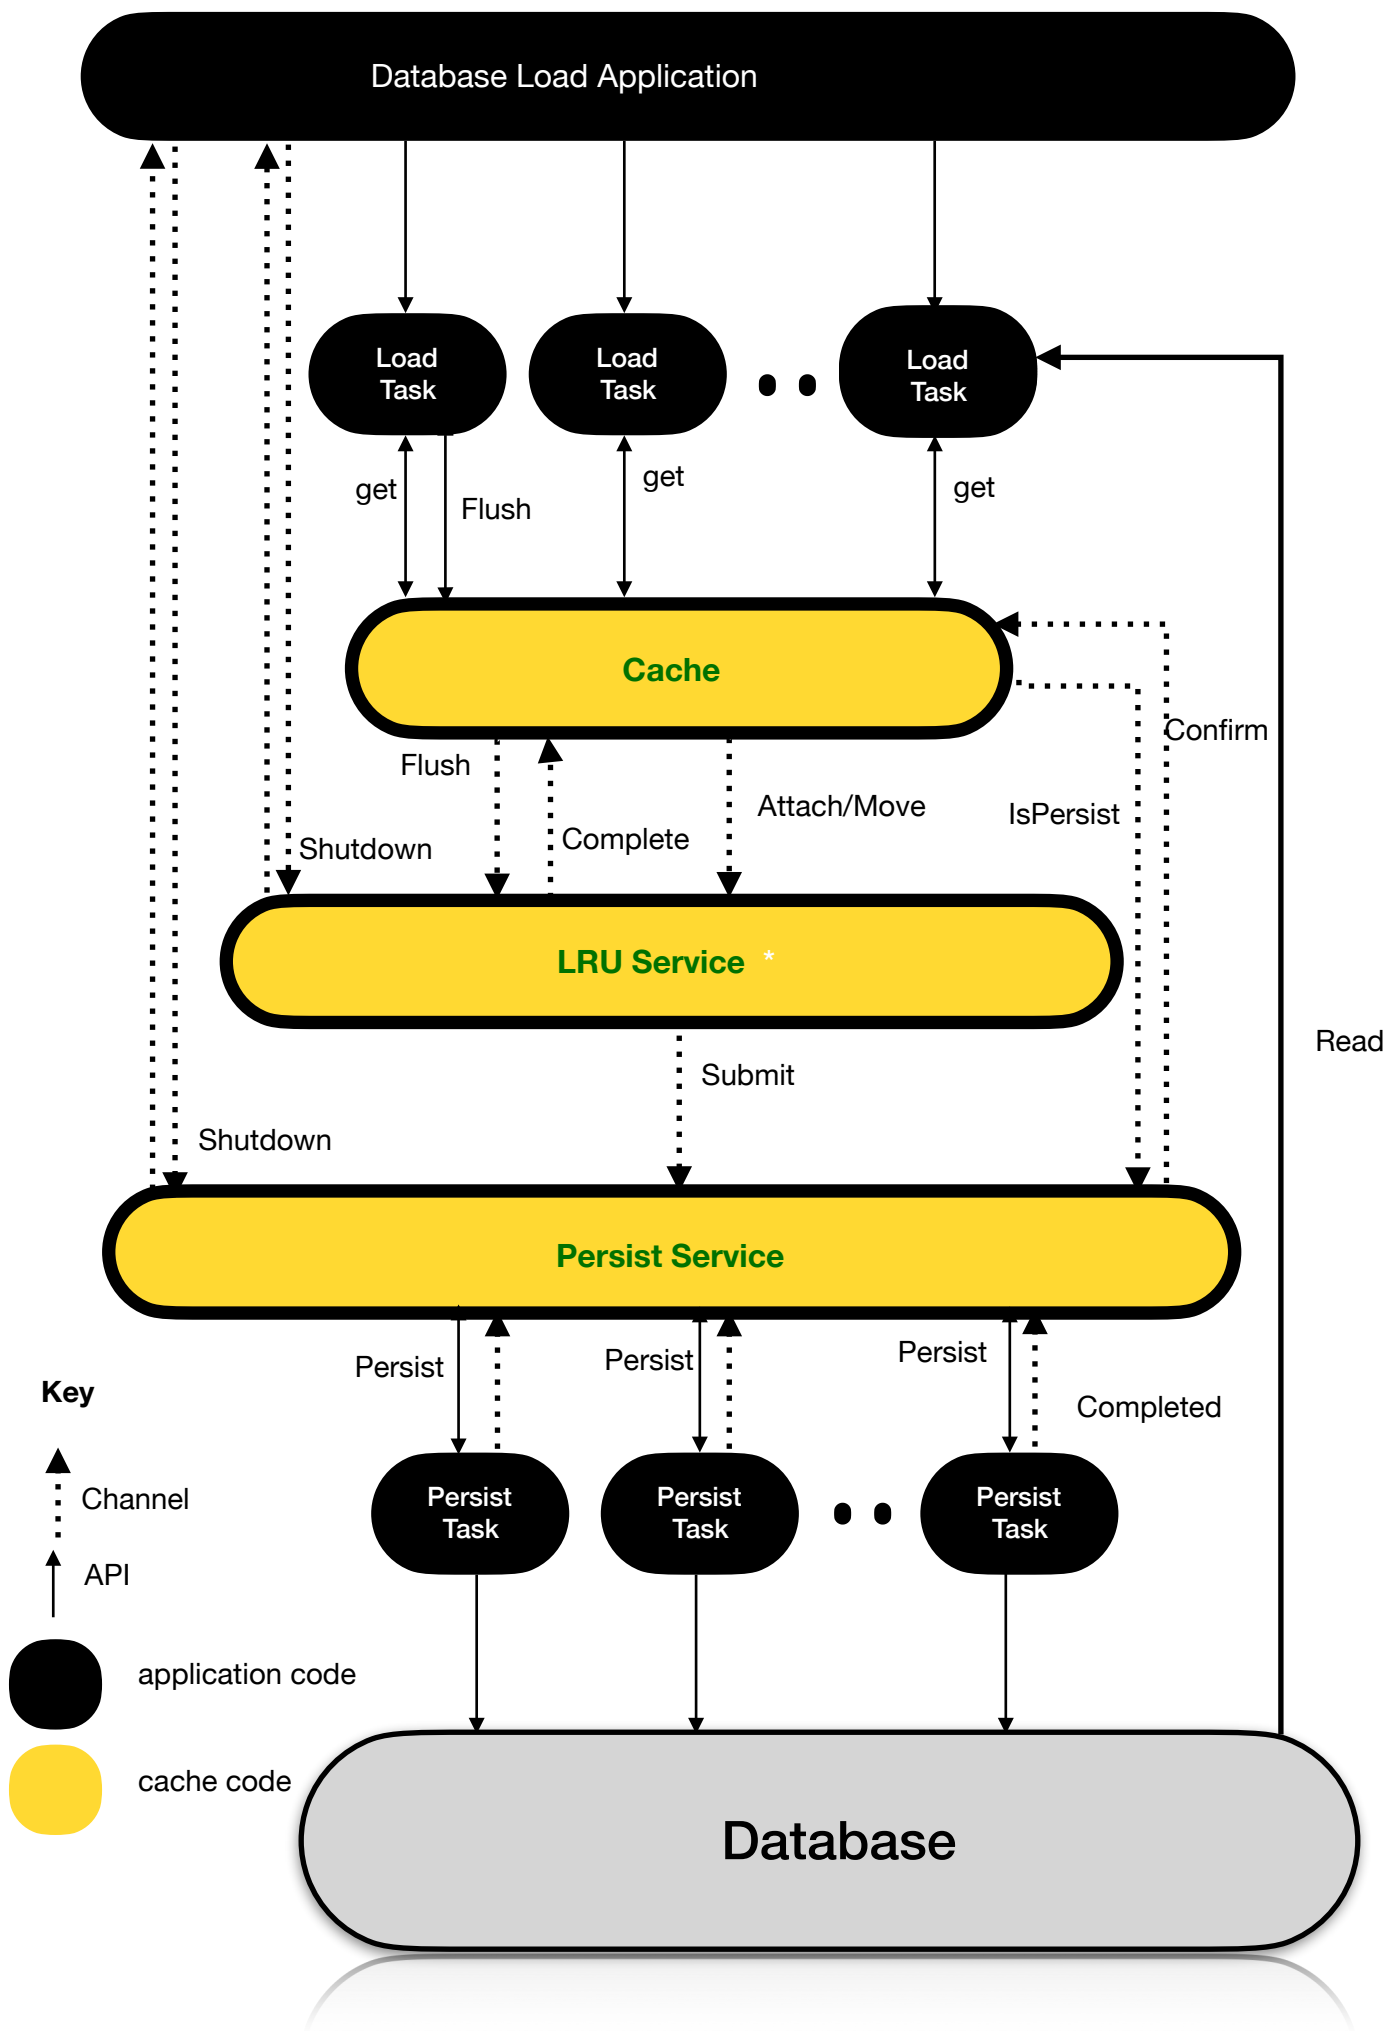 Database Load Application
Load
Task
Load
Task
Load
Task
get
Flush
get
get
Cache
Flush
Complete
Attach/Move
Confirm
IsPersist
Shutdown
LRU Service *
Read
Submit
Shutdown
Persist Service
Persist
Persist
Persist
Completed
Key
Channel
API
Persist
Task
Persist
Task
Persist
Task
application code
cache code
Database